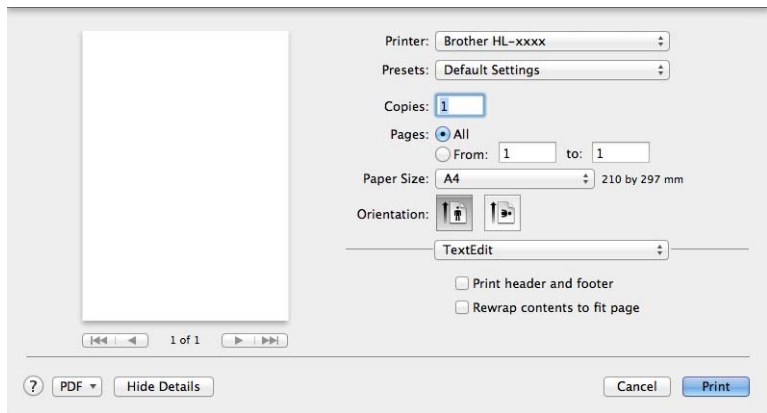 Printer: Brother HL-xxxx
Presets: Default Settings
Copies: 1
Pages: All
From: 1 to: 1
Paper Size: A4 210 by 297 mm
Orientation:
TextEdit
Print header and footer
Rewrap contents to fit page
1 of 1
? PDF Hide Details Cancel Print